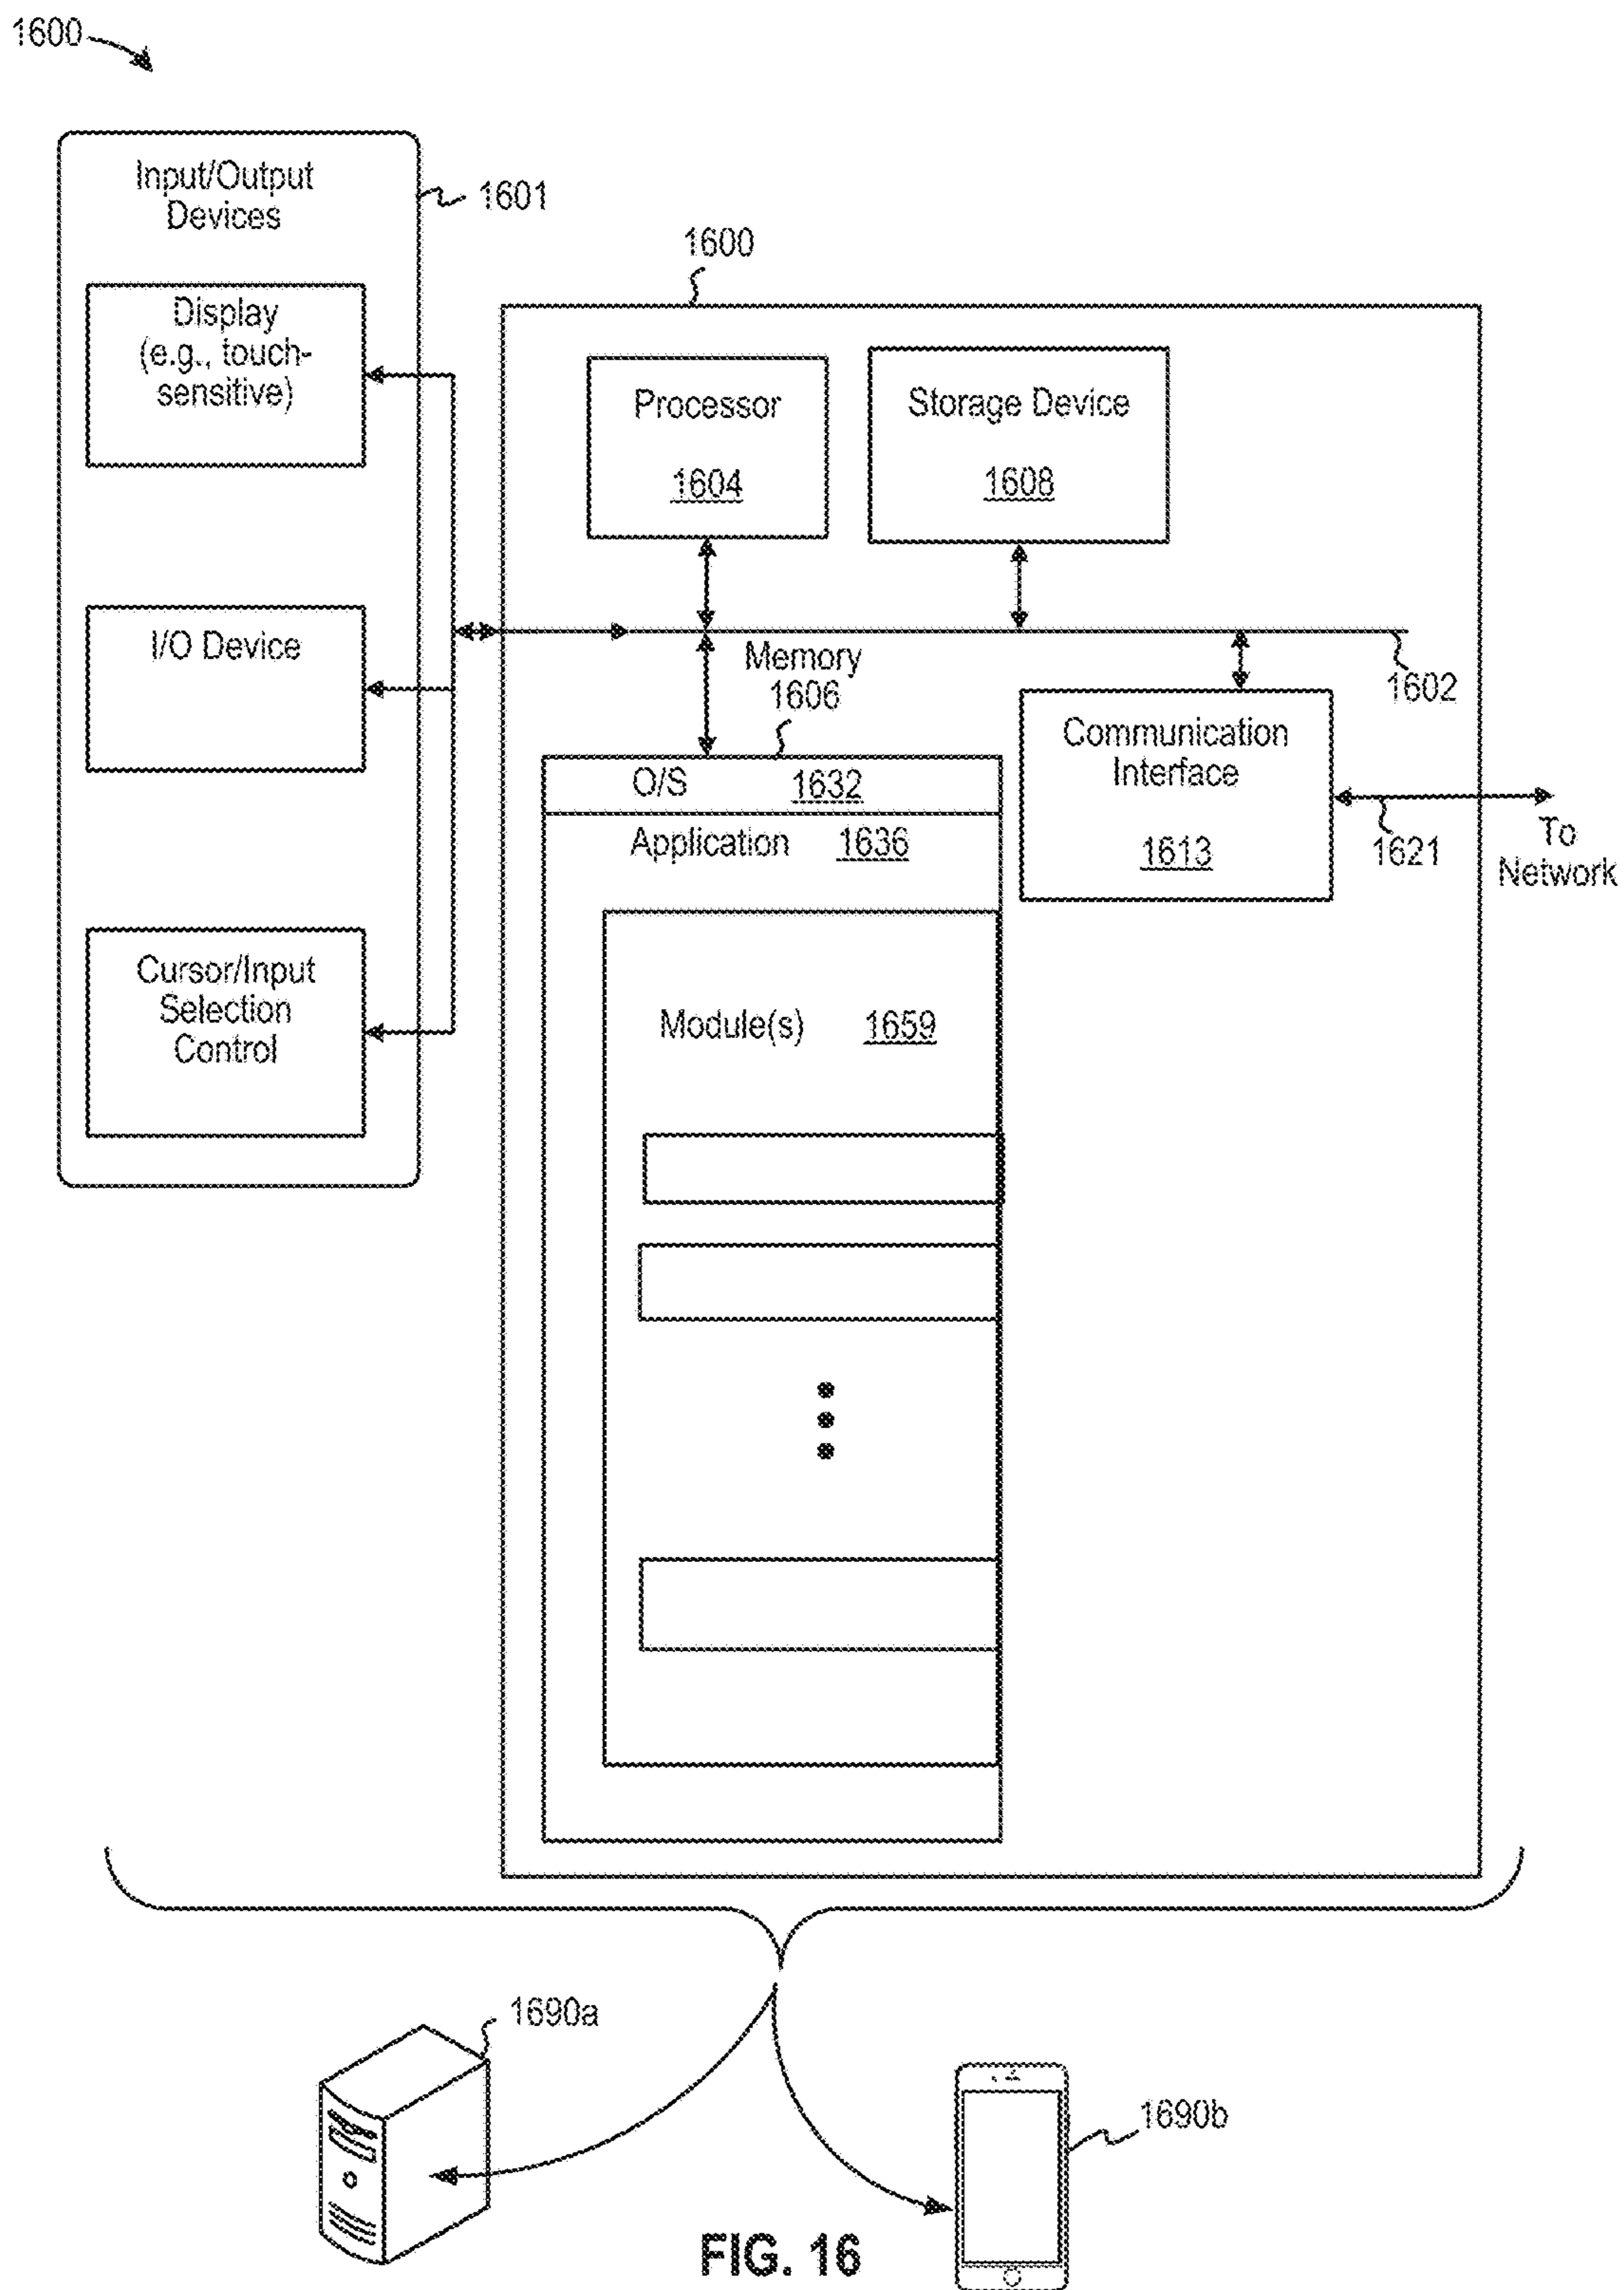 1600
Input/Output
Devices
1601
Display
(e.g., touch-
sensitive)
I/O Device
Cursor/Input
Selection
Control
1600
Processor
1604
Storage Device
1608
1602
Memory
1606
O/S 1632
Application 1636
Module(s) 1659
Communication
Interface
1613
1621
To
Network
1690a
1690b
FIG. 16